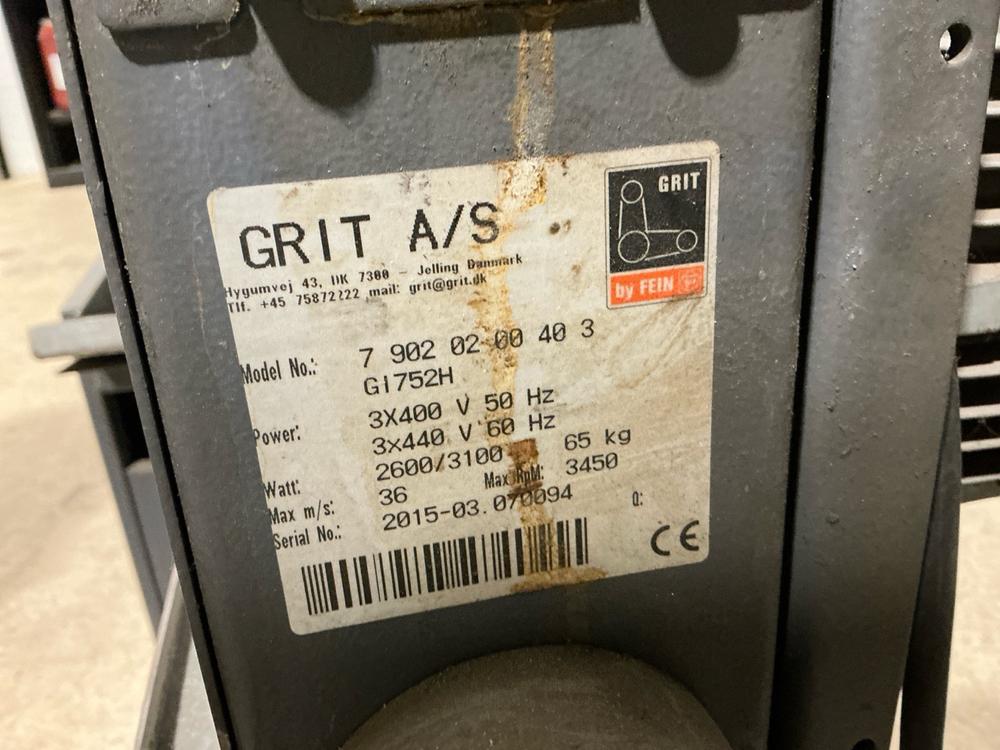 GRIT A/S
Hygumvej 43, DK 7300 - Jelling Danmark
Tlf. +45 75872222 mail: grit@grit.dk
GRIT
by FEIN
Model No.: 7 902 02 00 40 3
GI752H
Power: 3X400 V 50 Hz
3x440 V 60 Hz
Watt: 2600/3100 65 kg
Max m/s: 36 Max RpM: 3450
Serial No.: 2015-03.070094 Q:
CE